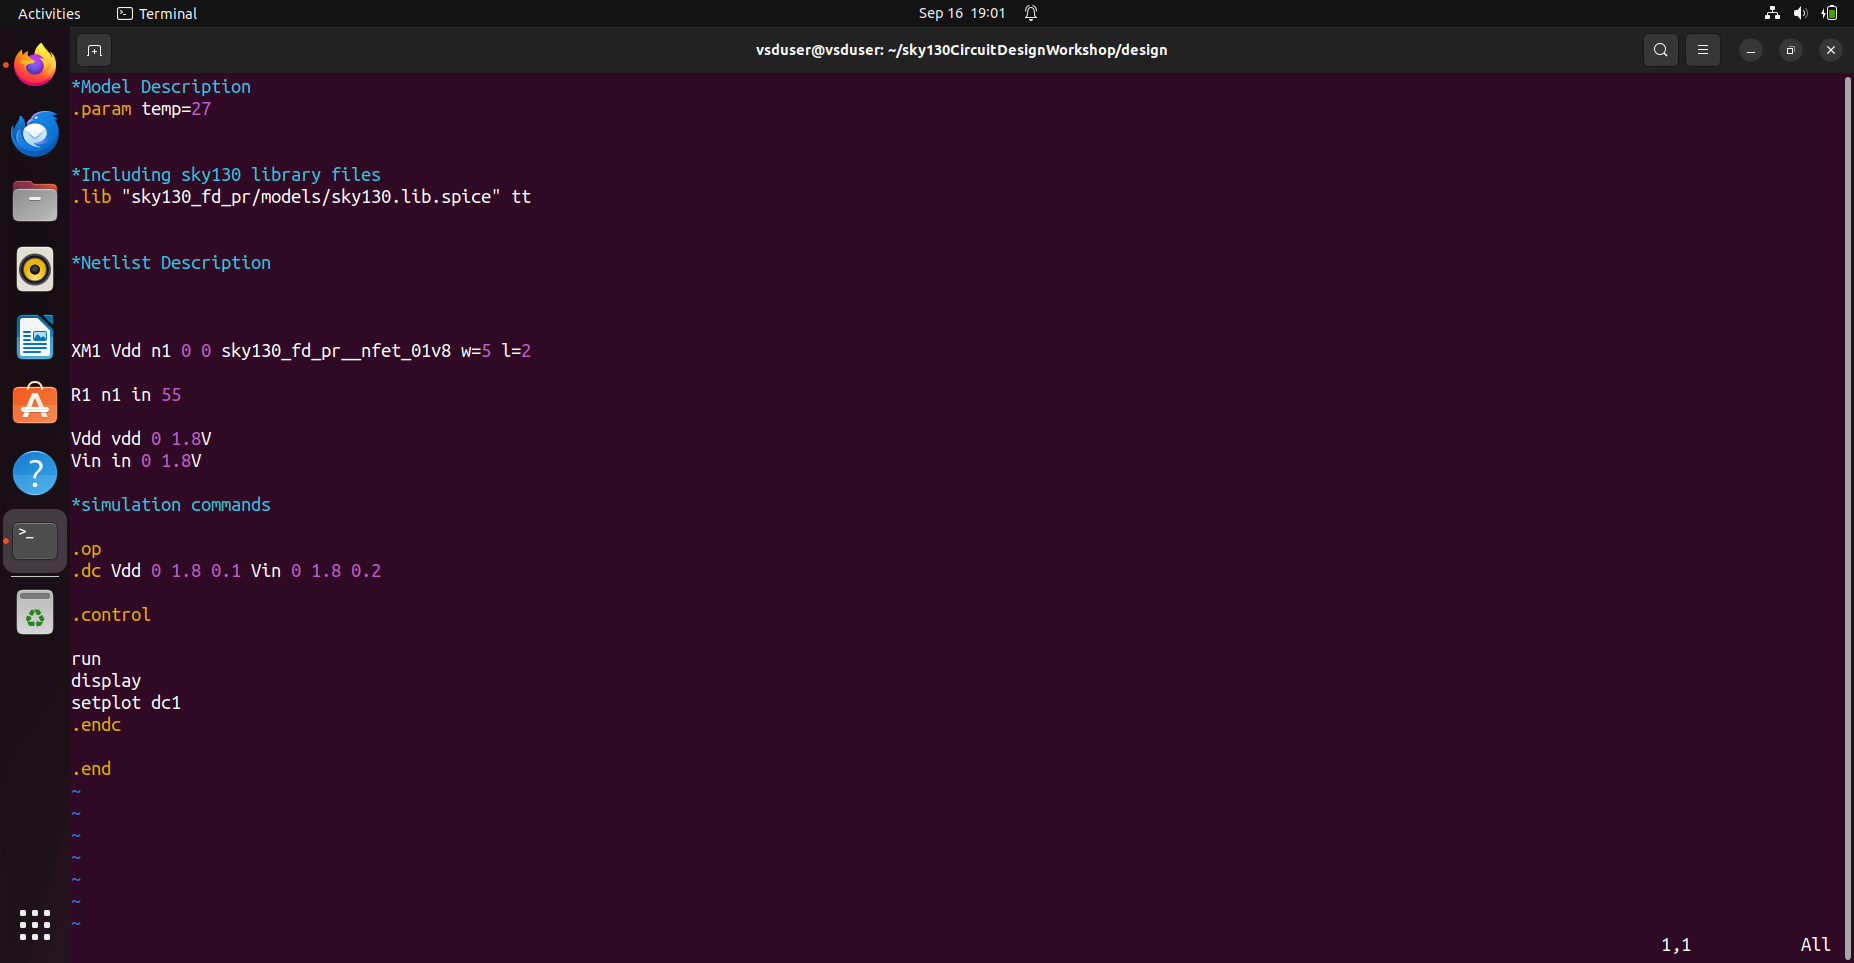 Activities
Terminal
Sep 16 19:01
vsduser@vsduser: ~/sky130CircuitDesignWorkshop/design
*Model Description
.param temp=27
*Including sky130 library files
.lib "sky130_fd_pr/models/sky130.lib.spice" tt
*Netlist Description
XM1 Vdd n1 0 0 sky130_fd_pr__nfet_01v8 w=5 l=2
R1 n1 in 55
Vdd vdd 0 1.8V
Vin in 0 1.8V
*simulation commands
.op
.dc Vdd 0 1.8 0.1 Vin 0 1.8 0.2
.control
run
display
setplot dc1
.endc
.end
~
~
~
~
~
~
~
1,1 All